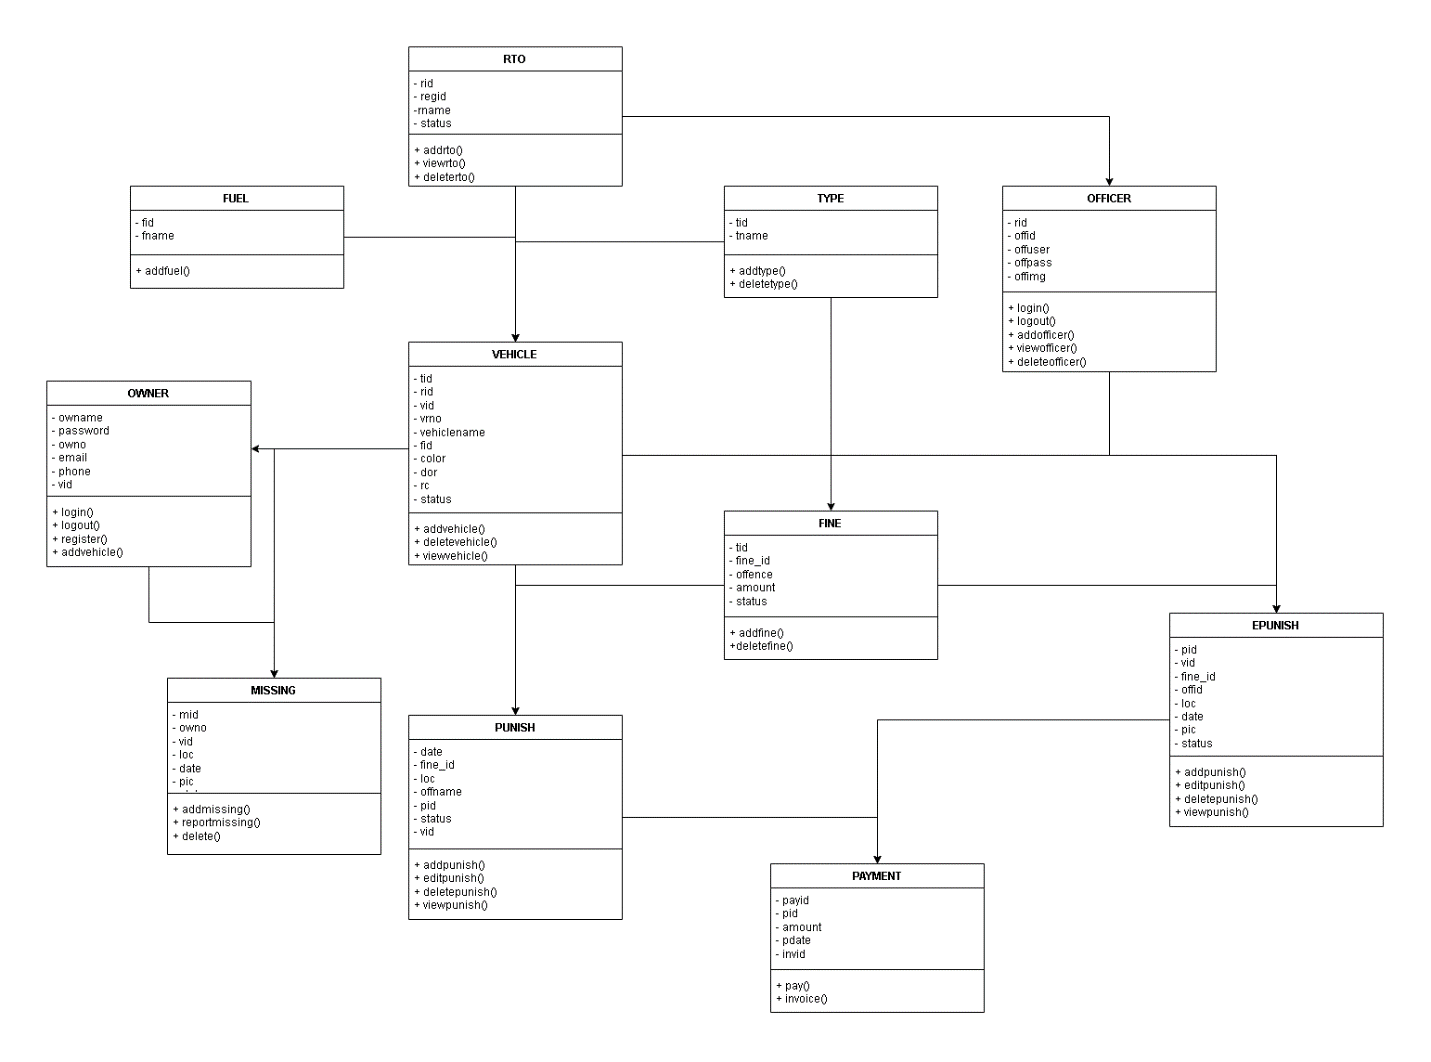 RTO
- rid
- regid
-rname
- status
+ addrto()
+ viewrto()
+ deleterto()
FUEL
- fid
- fname
+ addfuel()
TYPE
- tid
- tname
+ addtype()
+ deletetype()
OFFICER
- rid
- offid
- offuser
- offpass
- offimg
+ login()
+ logout()
+ addofficer()
+ viewofficer()
+ deleteofficer()
VEHICLE
- tid
- rid
- vid
- vrno
- vehiclename
- fid
- color
- dor
- rc
- status
+ addvehicle()
+ deletevehicle()
+ viewvehicle()
OWNER
- owname
- password
- owno
- email
- phone
- vid
+ login()
+ logout()
+ register()
+ addvehicle()
FINE
- tid
- fine_id
- offence
- amount
- status
+ addfine()
+deletefine()
EPUNISH
- pid
- vid
- fine_id
- offid
- loc
- date
- pic
- status
+ addpunish()
+ editpunish()
+ deletepunish()
+ viewpunish()
MISSING
- mid
- owno
- vid
- loc
- date
- pic
+ addmissing()
+ reportmissing()
+ delete()
PUNISH
- date
- fine_id
- loc
- offname
- pid
- status
- vid
+ addpunish()
+ editpunish()
+ deletepunish()
+ viewpunish()
PAYMENT
- payid
- pid
- amount
- pdate
- invid
+ pay()
+ invoice()